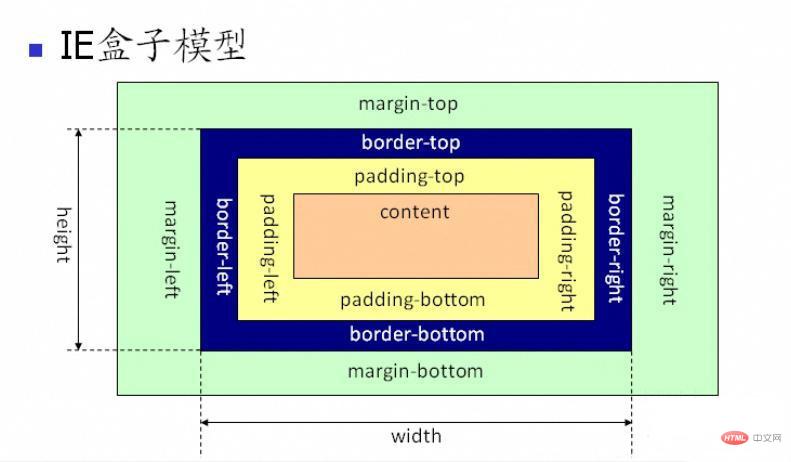 IE盒子模型
margin-top
border-top
padding-top
content
height
margin-left
border-left
padding-left
padding-right
border-right
margin-right
padding-bottom
border-bottom
margin-bottom
width
HTML 中文网